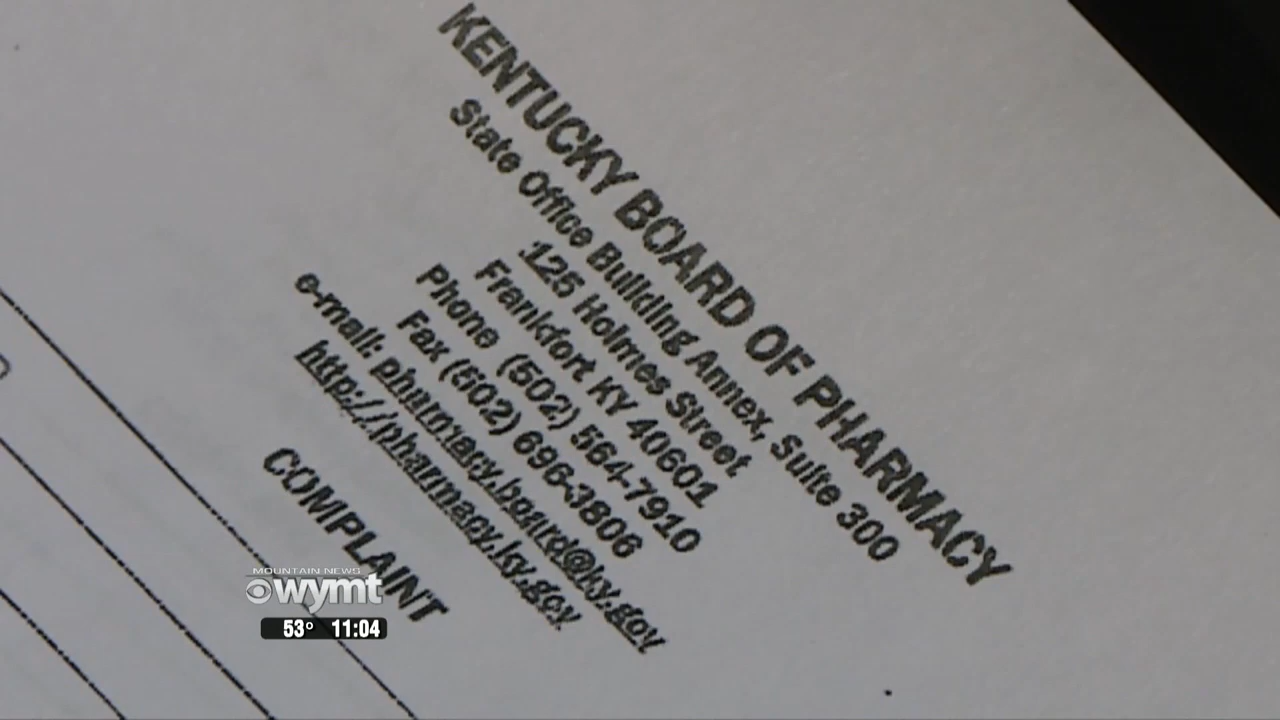 KENTUCKY BOARD OF PHARMACY
State Office Building Annex, Suite 300
125 Holmes Street
Frankfort KY 40601
Phone (502) 564-7910
Fax (502) 696-3806
e-mail: pharmacy.board@ky.gov
http://pharmacy.ky.gov
COMPLAINT
MOUNTAIN NEWS
wymt
53° 11:04